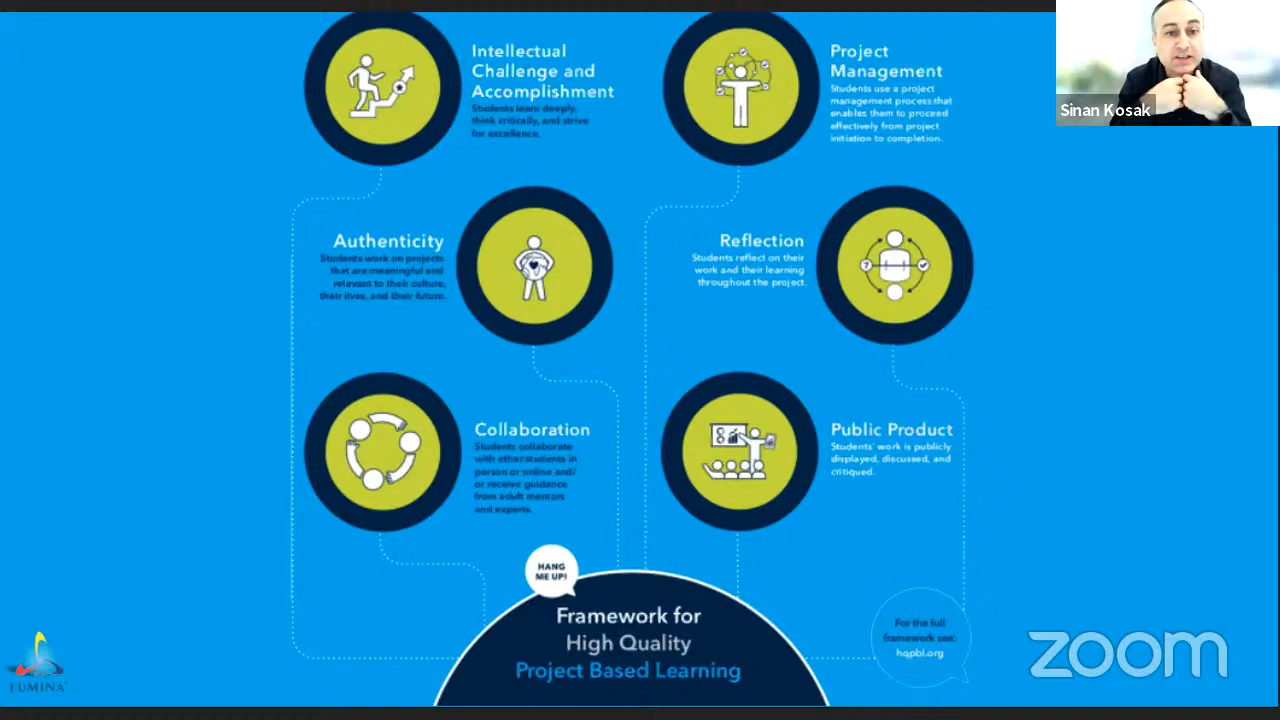 Intellectual
Challenge and
Accomplishment
Students learn deeply,
think critically, and strive
for excellence.
Project
Management
Students use a project
management process that
enables them to proceed
effectively from project
initiation to completion.
Sinan Kosak
Authenticity
Students work on projects
that are meaningful and
relevant to their culture,
their lives, and their future.
Reflection
Students reflect on their
work and their learning
throughout the project.
?
Collaboration
Students collaborate
with other students in
person or online and/
or receive guidance
from adult mentors
and experts.
Public Product
Students' work is publicly
displayed, discussed, and
critiqued.
HANG
ME UP!
Framework for
High Quality
Project Based Learning
For the full
framework see:
hqpbl.org
LUMINA
zoom